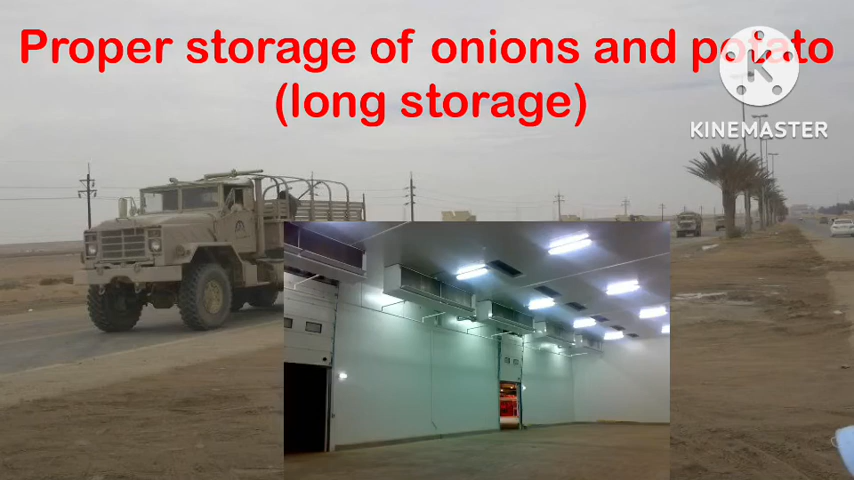 Proper storage of onions and potato
(long storage)
K
KINEMASTER